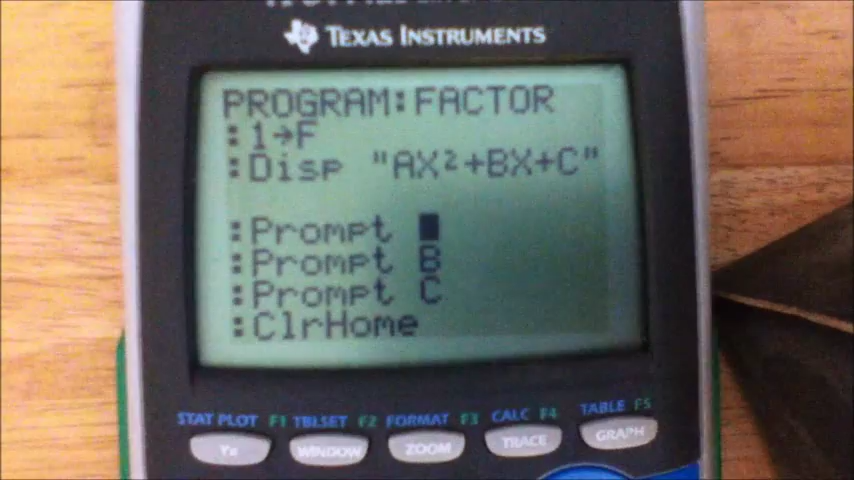 TEXAS INSTRUMENTS
PROGRAM:FACTOR
:1→F
:Disp "AX²+BX+C"
:Prompt
:Prompt B
:Prompt C
:ClrHome
STAT PLOT F1 TBLSET F2 FORMAT F3 CALC F4 TABLE F5
Y= WINDOW ZOOM TRACE GRAPH